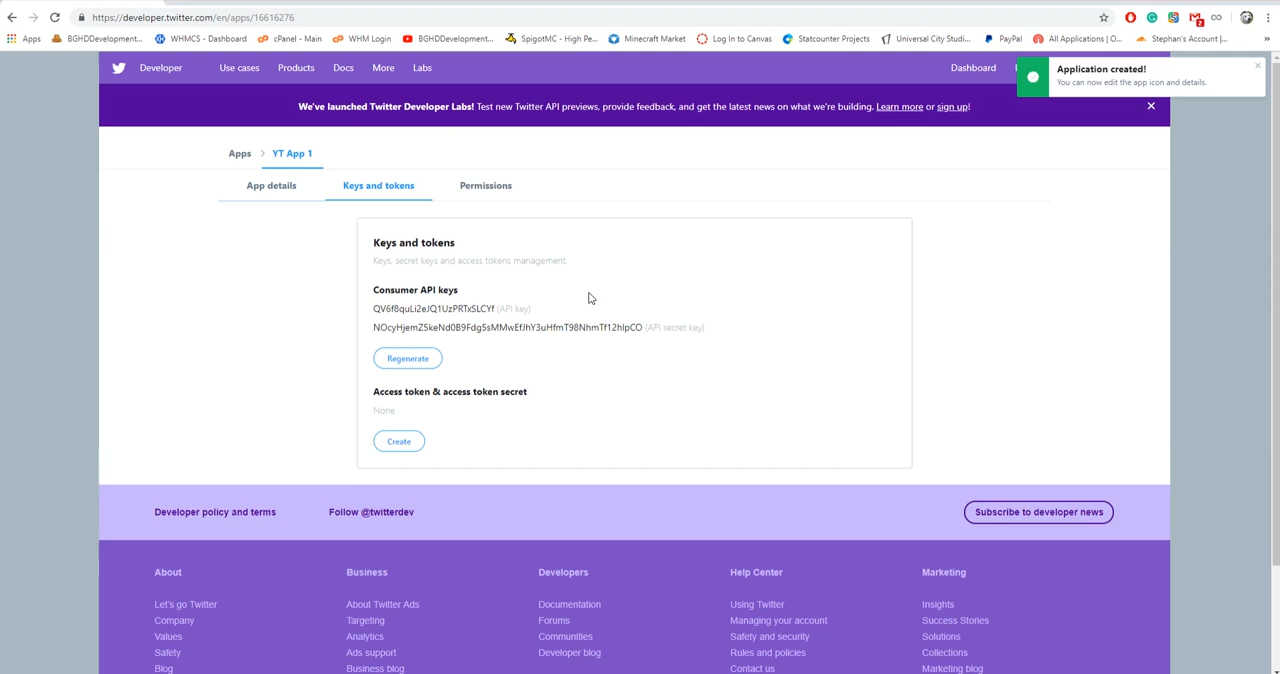 https://developer.twitter.com/en/apps/16616276
Apps BGHDDevelopment... WHMCS - Dashboard cPanel - Main WHM Login BGHDDevelopment... SpigotMC - High Pe... Minecraft Market Log In to Canvas Statcounter Projects Universal City Studi... PayPal All Applications | O... Stephan's Account |... »
Developer Use cases Products Docs More Labs Dashboard
Application created!
You can now edit the app icon and details.
We've launched Twitter Developer Labs! Test new Twitter API previews, provide feedback, and get the latest news on what we're building. Learn more or sign up!
Apps > YT App 1
App details Keys and tokens Permissions
Keys and tokens
Keys, secret keys and access tokens management.
Consumer API keys
QV6f8quLi2eJQ1UzPRTxSLCYf (API key)
NOcyHjemZ5keNd0B9Fdg5sMMwEfJhY3uHfmT98NhmTf12hlpCO (API secret key)
Regenerate
Access token & access token secret
None
Create
Developer policy and terms Follow @twitterdev Subscribe to developer news
About Business Developers Help Center Marketing
Let's go Twitter About Twitter Ads Documentation Using Twitter Insights
Company Targeting Forums Managing your account Success Stories
Values Analytics Communities Safety and security Solutions
Safety Ads support Developer blog Rules and policies Collections
Blog Business blog Contact us Marketing blog